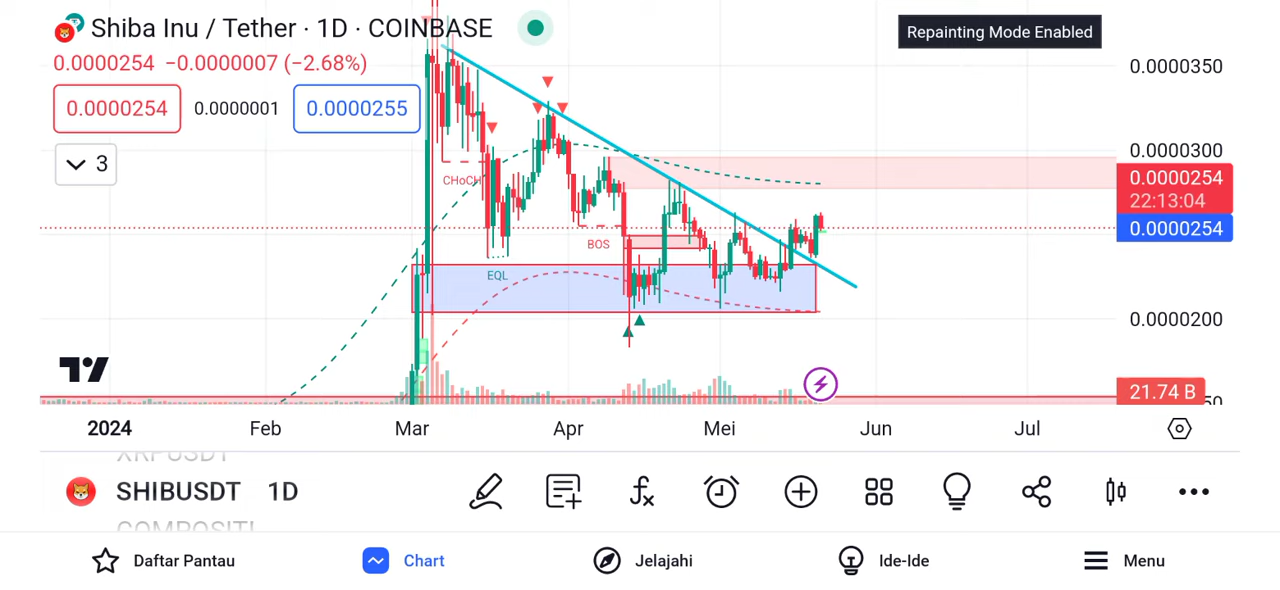 Shiba Inu / Tether · 1D · COINBASE
Repainting Mode Enabled
0.0000254 −0.0000007 (−2.68%)
0.0000254
0.0000001
0.0000255
3
0.0000350
0.0000300
0.0000254
22:13:04
0.0000254
0.0000200
21.74 B
50
CHoCH
BOS
EQL
2024 Feb Mar Apr Mei Jun Jul
XRPUSDT
SHIBUSDT 1D
Daftar Pantau
Chart
Jelajahi
Ide-Ide
Menu